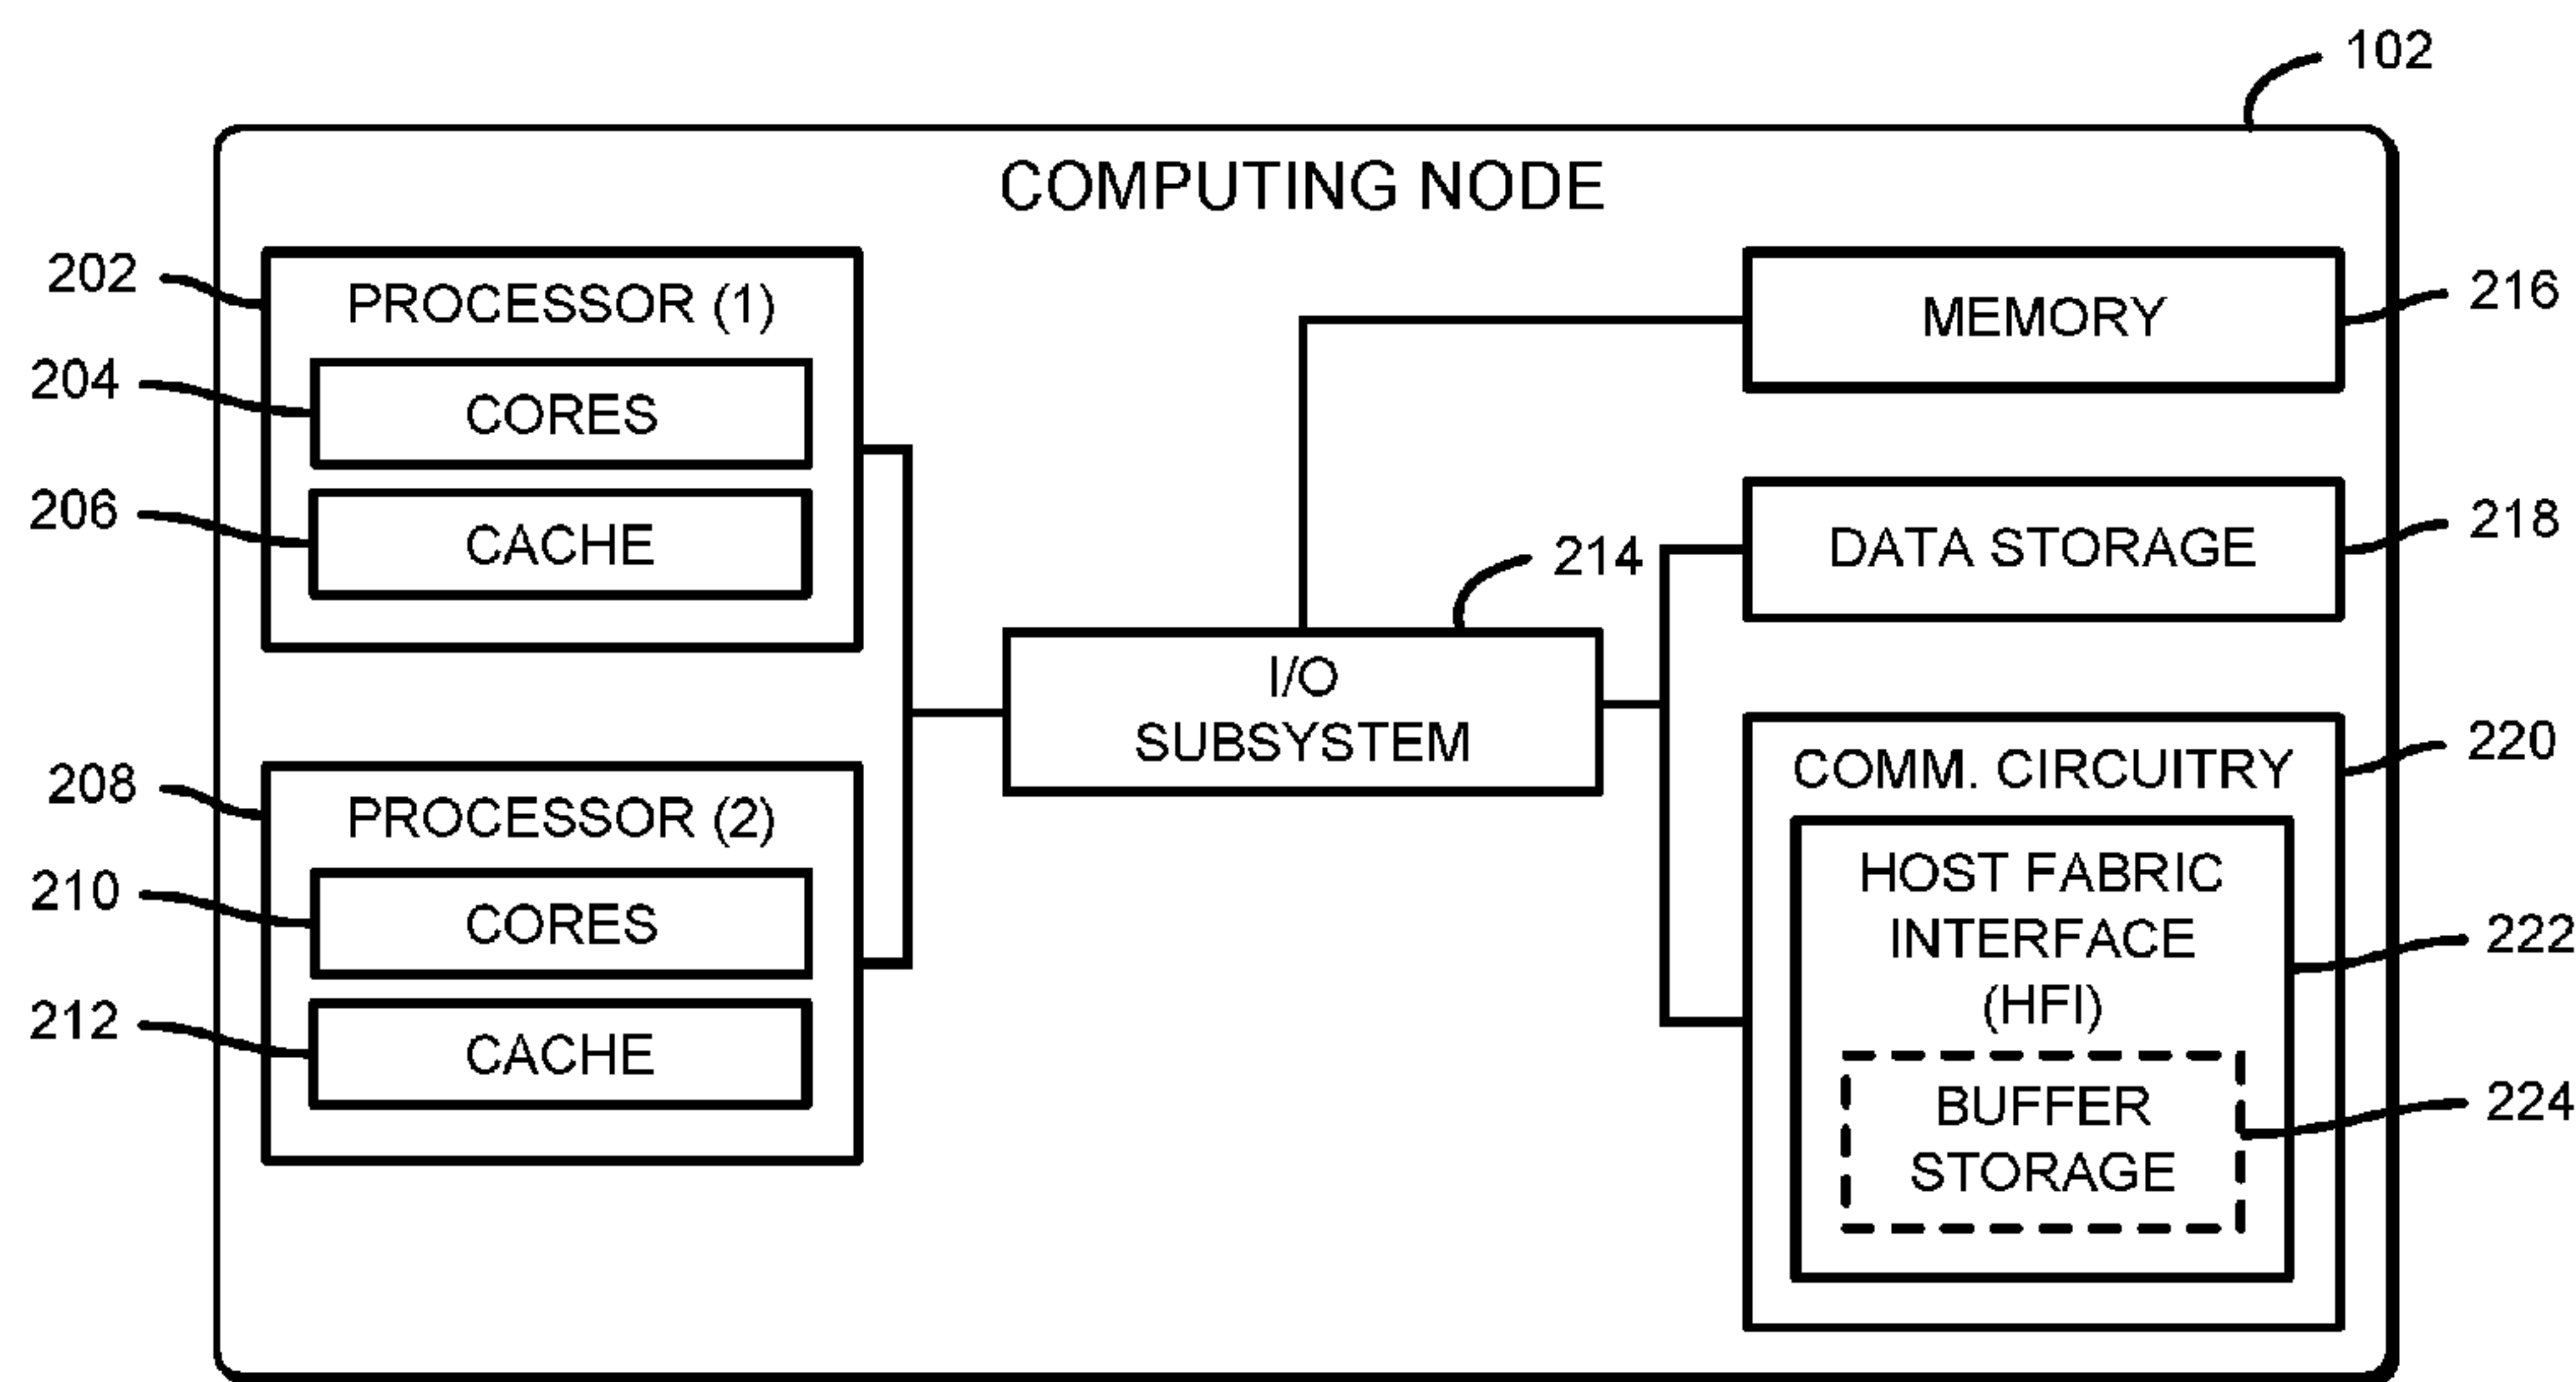 102
COMPUTING NODE
202
PROCESSOR (1)
204
CORES
206
CACHE
208
PROCESSOR (2)
210
CORES
212
CACHE
214
I/O
SUBSYSTEM
MEMORY
216
DATA STORAGE
218
COMM. CIRCUITRY
220
HOST FABRIC
INTERFACE
(HFI)
222
BUFFER
STORAGE
224